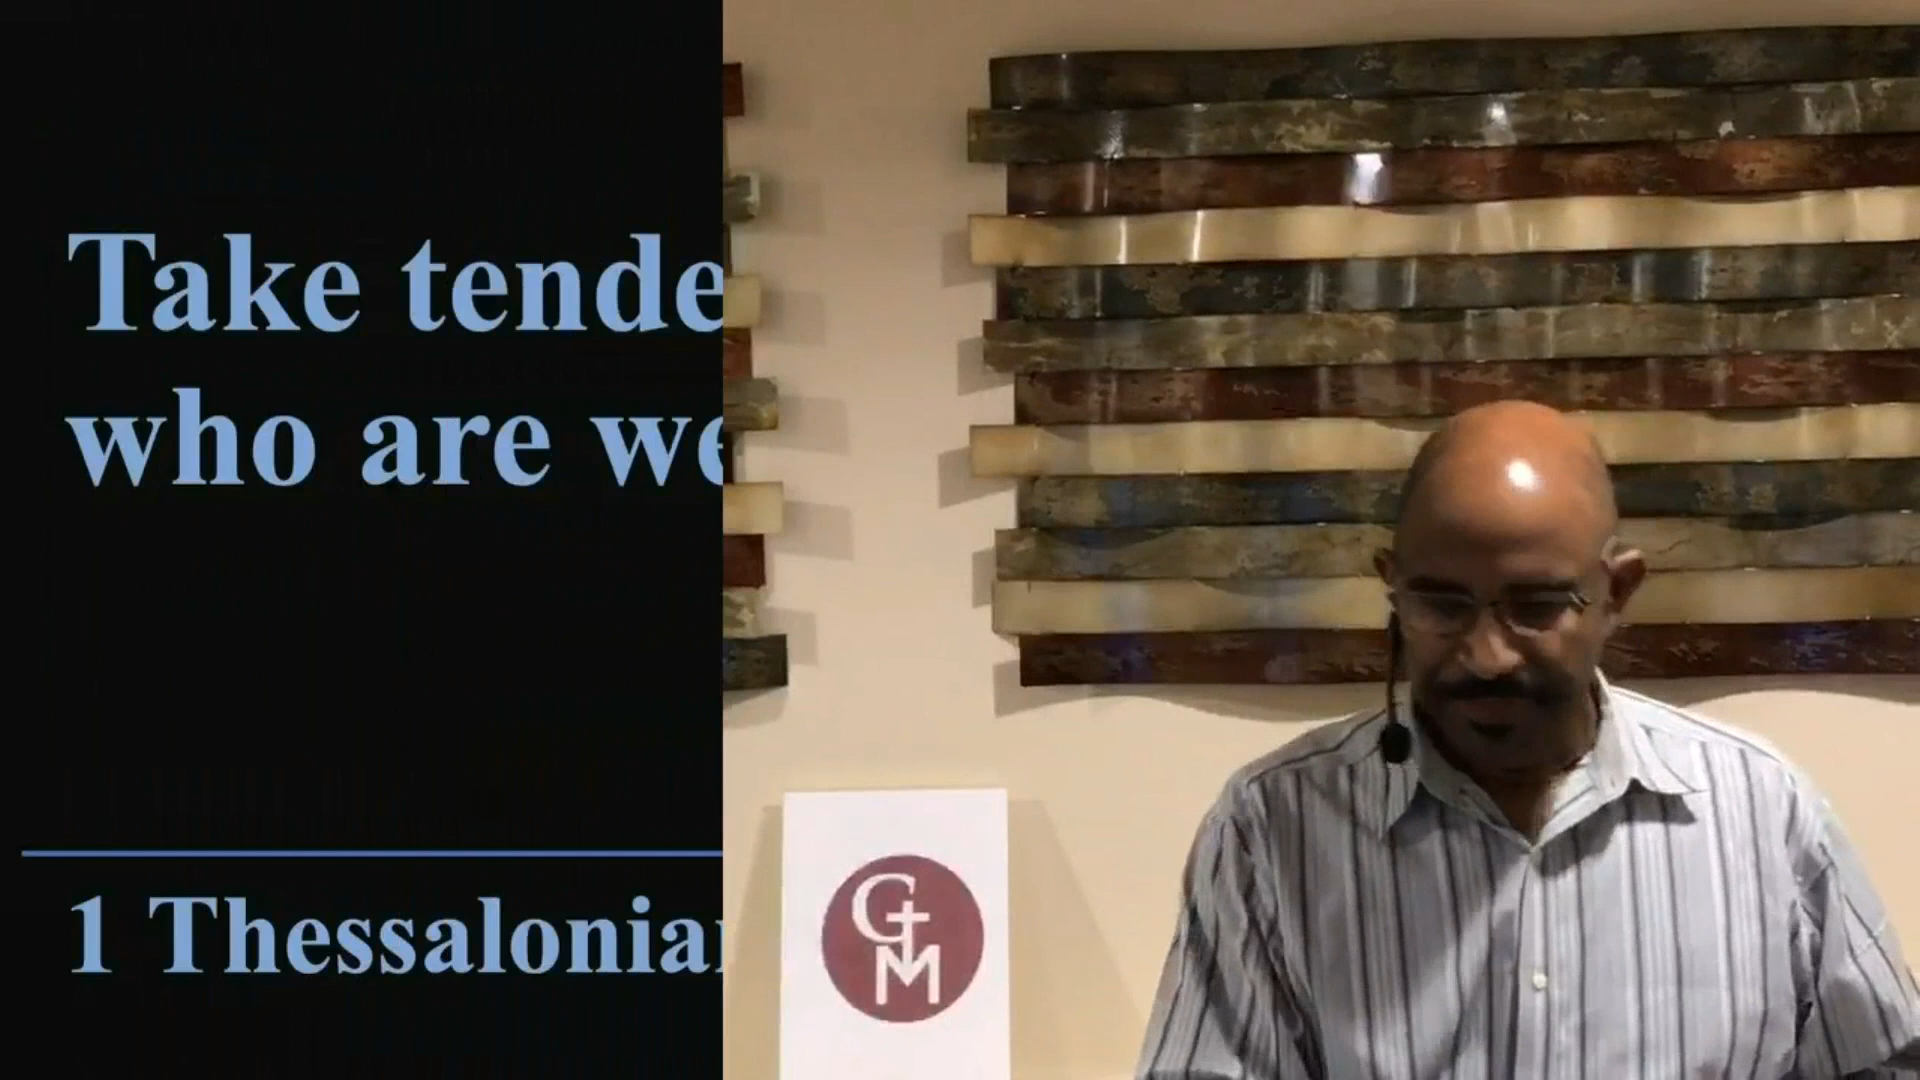 Take tende
who are we
1 Thessalonia
G
M